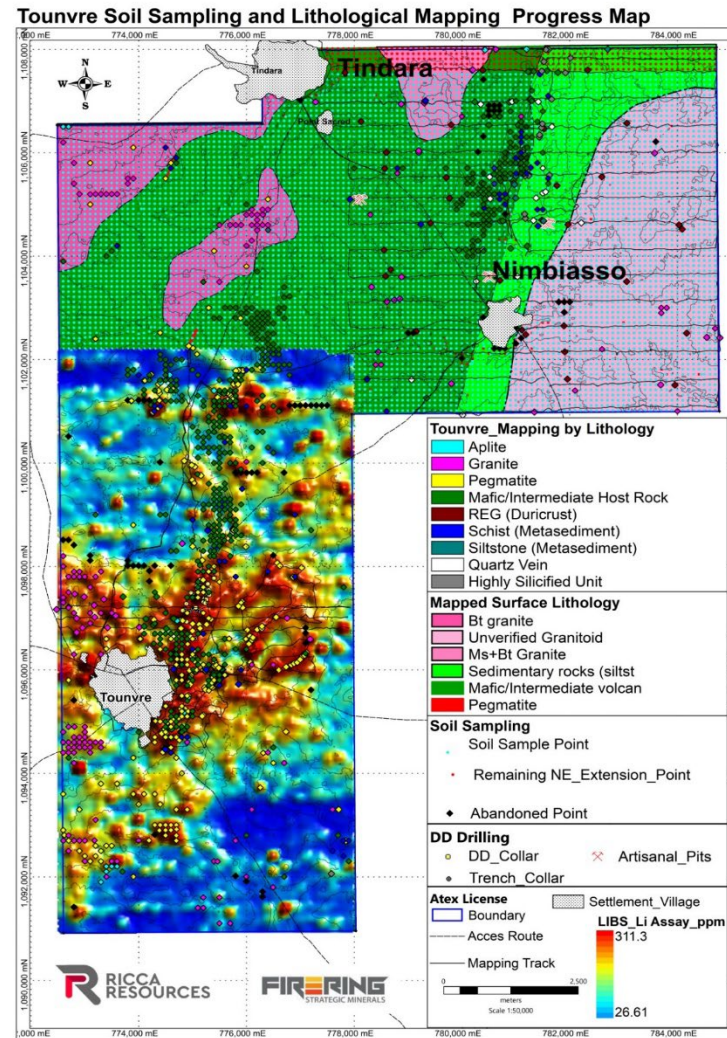 Tounvre Soil Sampling and Lithological Mapping Progress Map
774,000 mE 776,000 mE 778,000 mE 780,000 mE 782,000 mE 784,000 mE
1,108,000 mN
1,106,000 mN
1,104,000 mN
1,102,000 mN
1,100,000 mN
1,098,000 mN
1,096,000 mN
1,094,000 mN
1,092,000 mN
1,090,000 mN
N
W E
S
Tindara
Tindara
Nimbiasso
Tounvre
Tounvre_Mapping by Lithology
Aplite
Granite
Pegmatite
Mafic/Intermediate Host Rock
REG (Duricrust)
Schist (Metasediment)
Siltstone (Metasediment)
Quartz Vein
Highly Silicified Unit
Mapped Surface Lithology
Bt granite
Unverified Granitoid
Ms+Bt Granite
Sedimentary rocks (siltst
Mafic/Intermediate volcan
Pegmatite
Soil Sampling
Soil Sample Point
Remaining NE_Extension_Point
Abandoned Point
DD Drilling
DD_Collar Artisanal_Pits
Trench_Collar
Atex License
Boundary
Acces Route
Mapping Track
Settlement_Village
LIBS_Li Assay_ppm
311.3
26.61
0 2,500
meters
Scale 1:50,000
RICCA
RESOURCES
FIRERING
STRATEGIC MINERALS
774,000 mE 776,000 mE 778,000 mE 780,000 mE 782,000 mE 784,000 mE